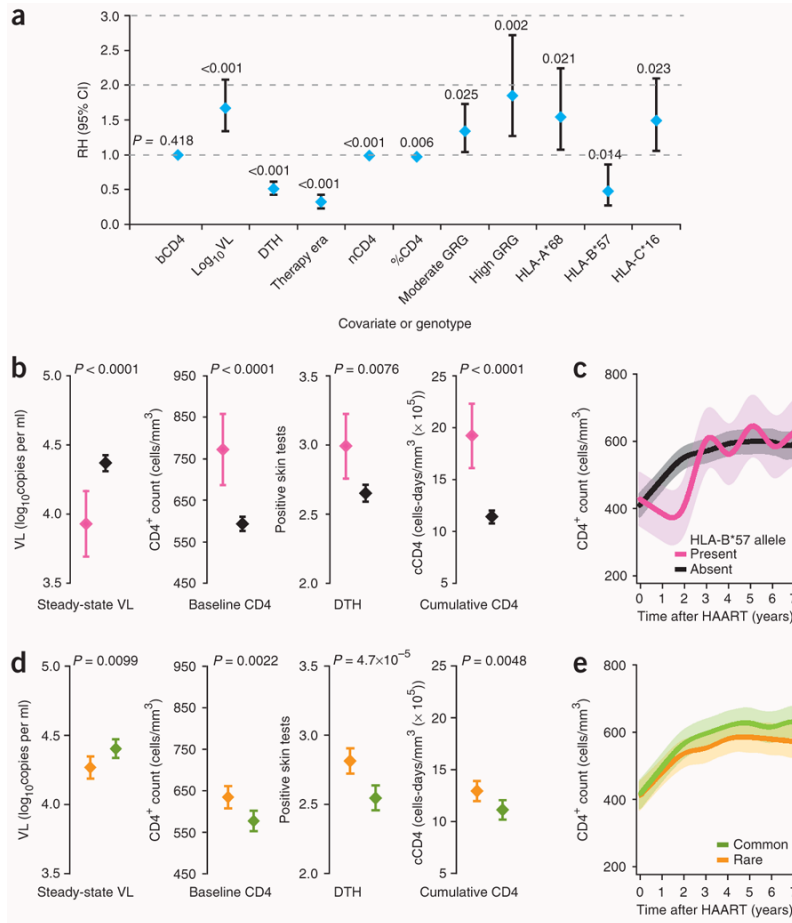 a
3.0
2.5
2.0
1.5
1.0
0.5
0.0
RH (95% CI)
P = 0.418
<0.001
<0.001
<0.001
<0.001
0.006
0.025
0.002
0.021
0.014
0.023
bCD4
Log10VL
DTH
Therapy era
nCD4
%CD4
Moderate GRG
High GRG
HLA-A*68
HLA-B*57
HLA-C*16
Covariate or genotype
b
P < 0.0001
5.0
4.5
4.0
3.5
VL (log10copies per ml)
Steady-state VL
P < 0.0001
950
850
750
650
550
450
CD4+ count (cells/mm3)
Baseline CD4
P = 0.0076
3.5
3.0
2.5
2.0
Positive skin tests
DTH
P < 0.0001
25
20
15
10
5
cCD4 (cells-days/mm3 (× 105))
Cumulative CD4
c
800
600
400
200
CD4+ count (cells/mm3)
HLA-B*57 allele
Present
Absent
0 1 2 3 4 5 6 7
Time after HAART (years)
d
P = 0.0099
5.0
4.5
4.0
3.5
VL (log10copies per ml)
Steady-state VL
P = 0.0022
950
850
750
650
550
450
CD4+ count (cells/mm3)
Baseline CD4
P = 4.7×10−5
3.5
3.0
2.5
2.0
Positive skin tests
DTH
P = 0.0048
25
20
15
10
5
cCD4 (cells-days/mm3 (× 105))
Cumulative CD4
e
800
600
400
200
CD4+ count (cells/mm3)
Common
Rare
0 1 2 3 4 5 6 7
Time after HAART (years)